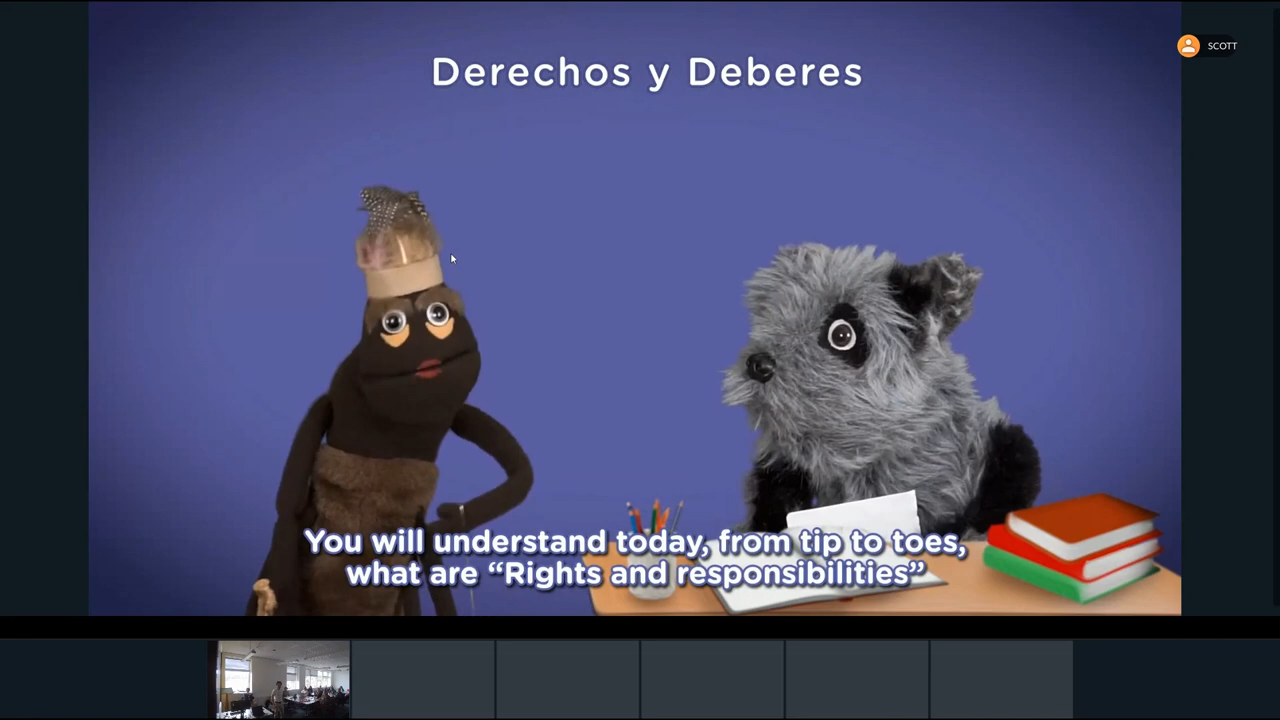 Derechos y Deberes
SCOTT
You will understand today, from tip to toes,
what are “Rights and responsibilities”